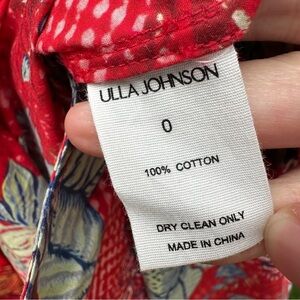 ULLA JOHNSON
0
100% COTTON
DRY CLEAN ONLY
MADE IN CHINA